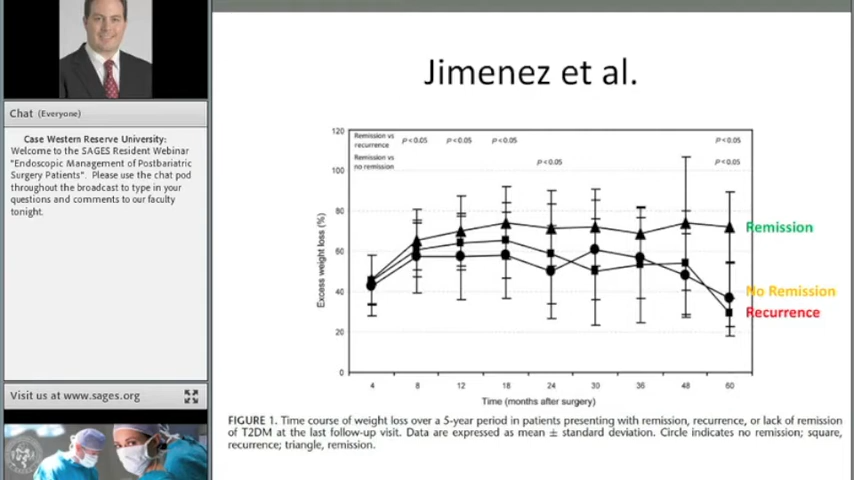 Chat (Everyone)
Case Western Reserve University:
Welcome to the SAGES Resident Webinar
"Endoscopic Management of Postbariatric
Surgery Patients". Please use the chat pod
throughout the broadcast to type in your
questions and comments to our faculty
tonight.
Visit us at www.sages.org
Jimenez et al.
Remission vs
recurrence
P < 0.05
P < 0.05
P < 0.05
P < 0.05
Remission vs
no remission
P < 0.05
P < 0.05
Excess weight loss (%)
120
100
80
60
40
20
0
Remission
No Remission
Recurrence
4 8 12 18 24 30 36 48 60
Time (months after surgery)
FIGURE 1. Time course of weight loss over a 5-year period in patients presenting with remission, recurrence, or lack of remission
of T2DM at the last follow-up visit. Data are expressed as mean ± standard deviation. Circle indicates no remission; square,
recurrence; triangle, remission.